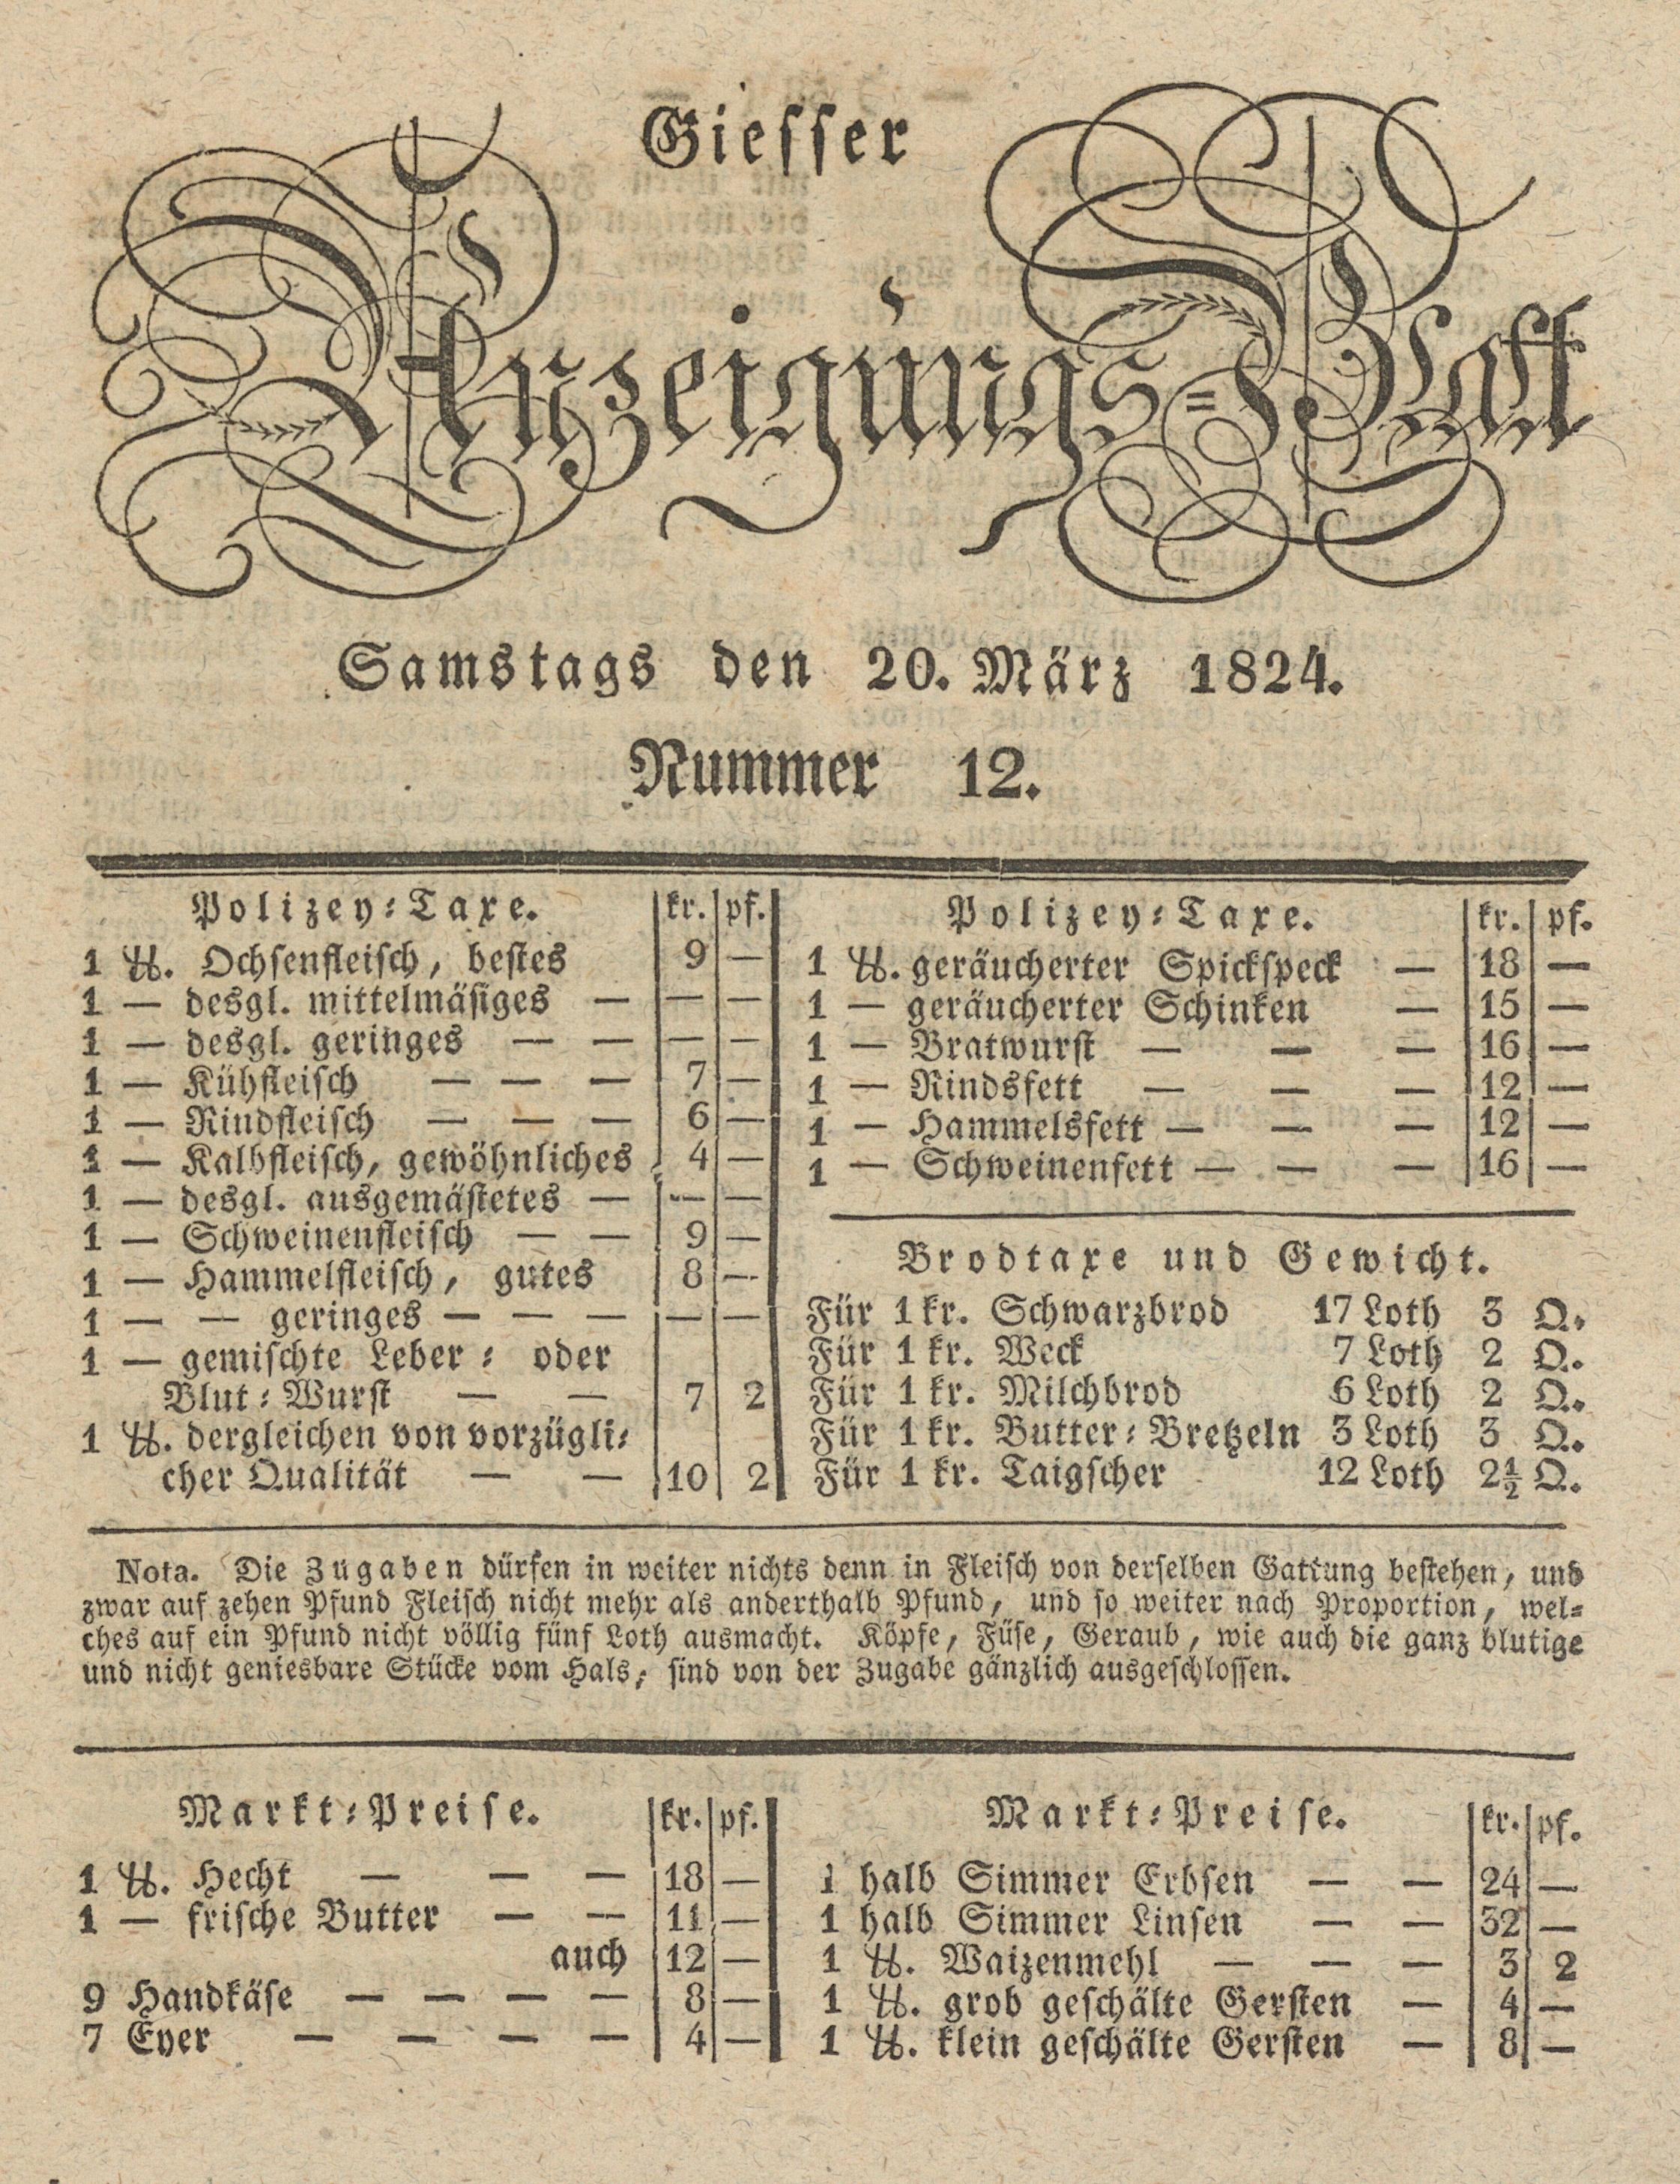 Giesser
Anzeigungs=Blatt
Samstags den 20. März 1824.
Nummer 12.
Polizey=Taxe. kr. pf.
1 ℔. Ochsenfleisch, bestes 9 —
1 — desgl. mittelmäsiges — — —
1 — desgl. geringes — — — —
1 — Kühfleisch — — — 7 —
1 — Rindfleisch — — — 6 —
1 — Kalbfleisch, gewöhnliches 4 —
1 — desgl. ausgemästetes — — —
1 — Schweinenfleisch — — 9 —
1 — Hammelfleisch, gutes 8 —
1 — — geringes — — — — —
1 — gemischte Leber= oder
Blut=Wurst — — 7 2
1 ℔. dergleichen von vorzügli=
cher Qualität — — 10 2
Polizey=Taxe. kr. pf.
1 ℔. geräucherter Spickspeck — 18 —
1 — geräucherter Schinken — 15 —
1 — Bratwurst — — — 16 —
1 — Rindsfett — — — 12 —
1 — Hammelsfett — — — 12 —
1 — Schweinenfett — — — 16 —
Brodtaxe und Gewicht.
Für 1 kr. Schwarzbrod 17 Loth 3 Q.
Für 1 kr. Weck 7 Loth 2 Q.
Für 1 kr. Milchbrod 6 Loth 2 Q.
Für 1 kr. Butter=Bretzeln 3 Loth 3 Q.
Für 1 kr. Taigscher 12 Loth 2½ Q.
Nota. Die Zugaben dürfen in weiter nichts denn in Fleisch von derselben Gattung bestehen, und
zwar auf zehen Pfund Fleisch nicht mehr als anderthalb Pfund, und so weiter nach Proportion, wel=
ches auf ein Pfund nicht völlig fünf Loth ausmacht. Köpfe, Füse, Geraub, wie auch die ganz blutige
und nicht geniesbare Stücke vom Hals, sind von der Zugabe gänzlich ausgeschlossen.
Markt=Preise. kr. pf.
1 ℔. Hecht — — — 18 —
1 — frische Butter — — 11 —
auch 12 —
9 Handkäse — — — — 8 —
7 Eyer — — — — 4 —
Markt=Preise. kr. pf.
1 halb Simmer Erbsen — — 24 —
1 halb Simmer Linsen — — 32 —
1 ℔. Waizenmehl — — — 3 2
1 ℔. grob geschälte Gersten — 4 —
1 ℔. klein geschälte Gersten — 8 —